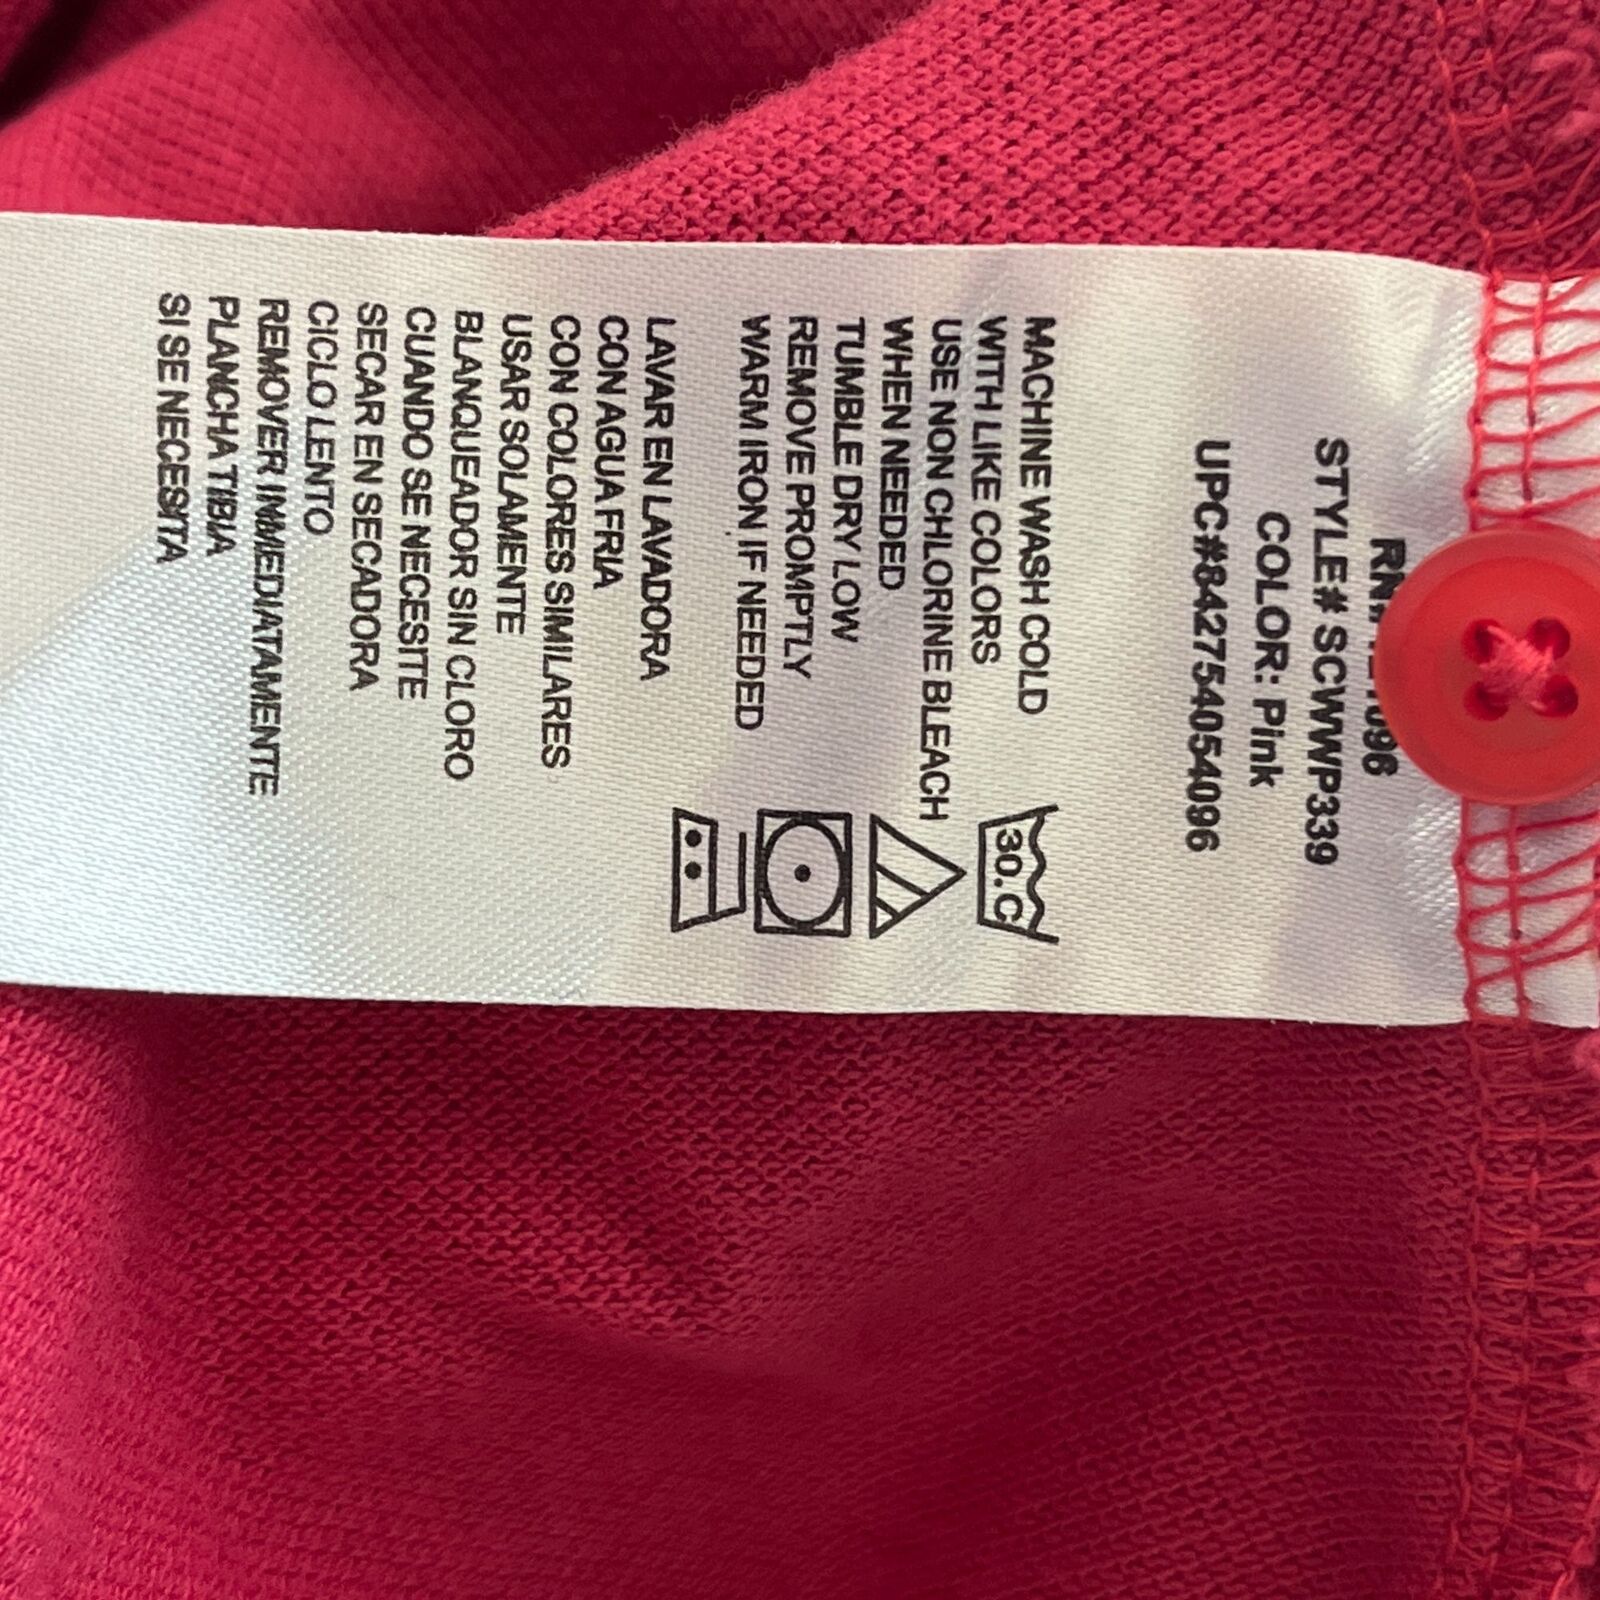 STYLE# SCWWP339
COLOR: Pink
UPC#842754054096
MACHINE WASH COLD
WITH LIKE COLORS
USE NON CHLORINE BLEACH
WHEN NEEDED
TUMBLE DRY LOW
REMOVE PROMPTLY
WARM IRON IF NEEDED
30.C
LAVAR EN LAVADORA
CON AGUA FRIA
CON COLORES SIMILARES
USAR SOLAMENTE
BLANQUEADOR SIN CLORO
CUANDO SE NECESITE
SECAR EN SECADORA
CICLO LENTO
REMOVER INMEDIATAMENTE
PLANCHA TIBIA
SI SE NECESITA